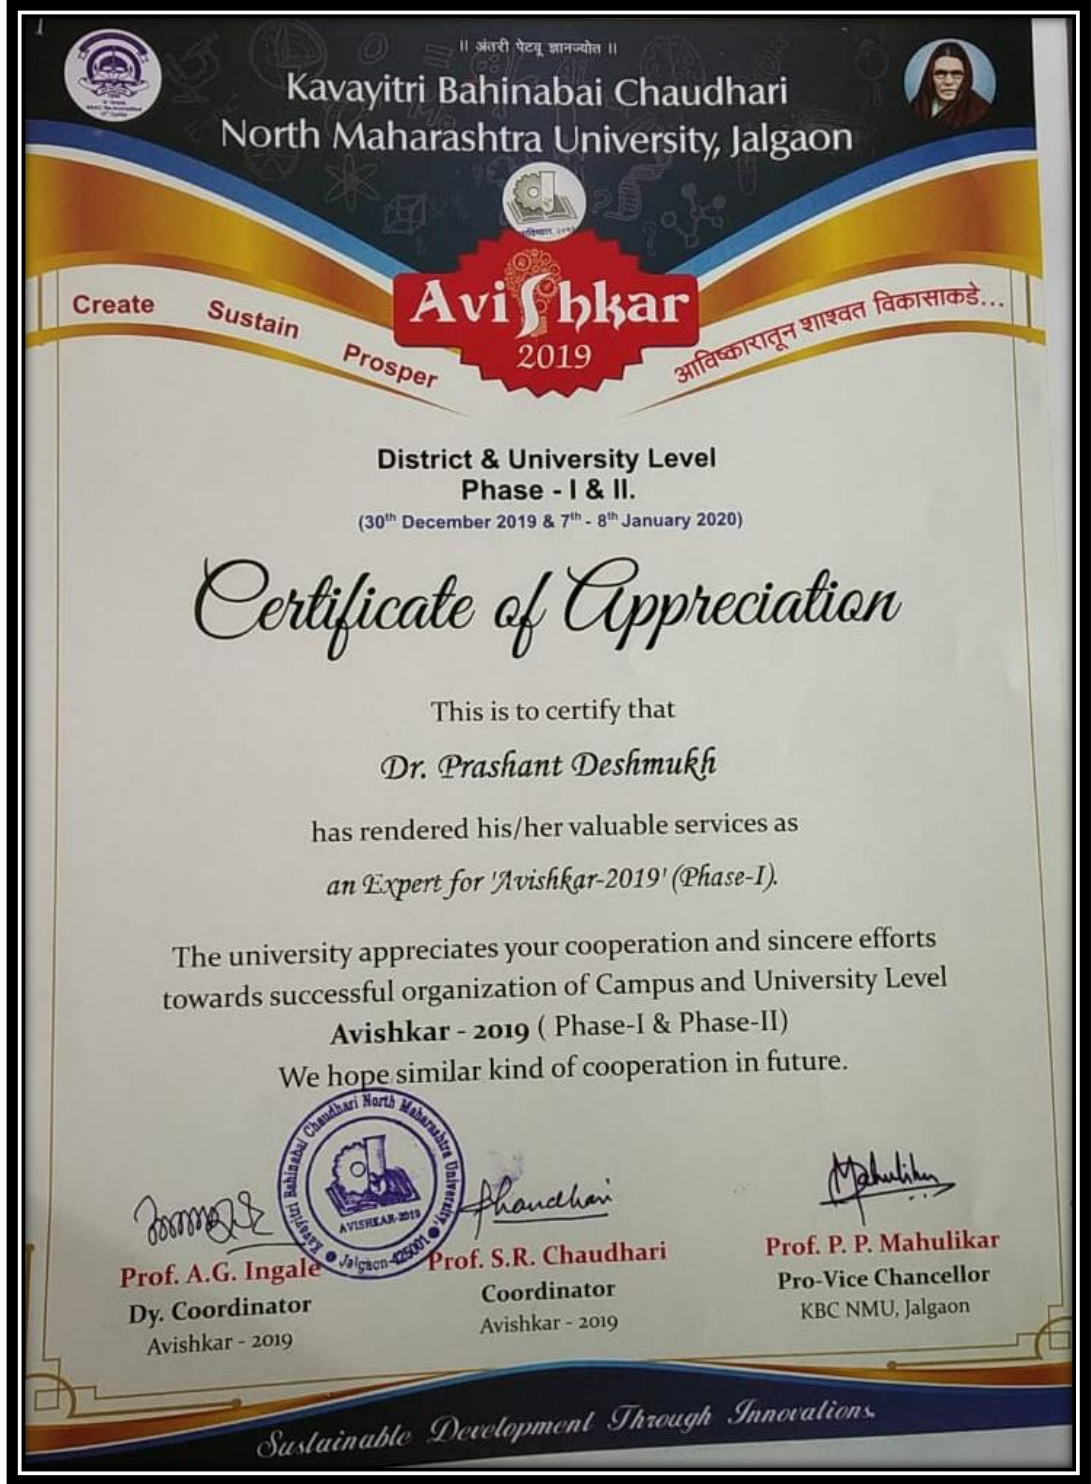 ॥ अंतरी पेटवू ज्ञानज्योत ॥
Kavayitri Bahinabai Chaudhari
North Maharashtra University, Jalgaon
Avishkar
2019
Create Sustain Prosper
आविष्कारातून शाश्वत विकासाकडे...
District & University Level
Phase - I & II.
(30th December 2019 & 7th - 8th January 2020)
Certificate of Appreciation
This is to certify that
Dr. Prashant Deshmukh
has rendered his/her valuable services as
an Expert for 'Avishkar-2019' (Phase-I).
The university appreciates your cooperation and sincere efforts
towards successful organization of Campus and University Level
Avishkar - 2019 ( Phase-I & Phase-II)
We hope similar kind of cooperation in future.
Kavayitri Bahinabai Chaudhari North Maharashtra University,
AVISHKAR-2019
Jalgaon-425001
Chaudhari
Mahulikar
Prof. A.G. Ingale
Dy. Coordinator
Avishkar - 2019
Prof. S.R. Chaudhari
Coordinator
Avishkar - 2019
Prof. P. P. Mahulikar
Pro-Vice Chancellor
KBC NMU, Jalgaon
Sustainable Development Through Innovations.